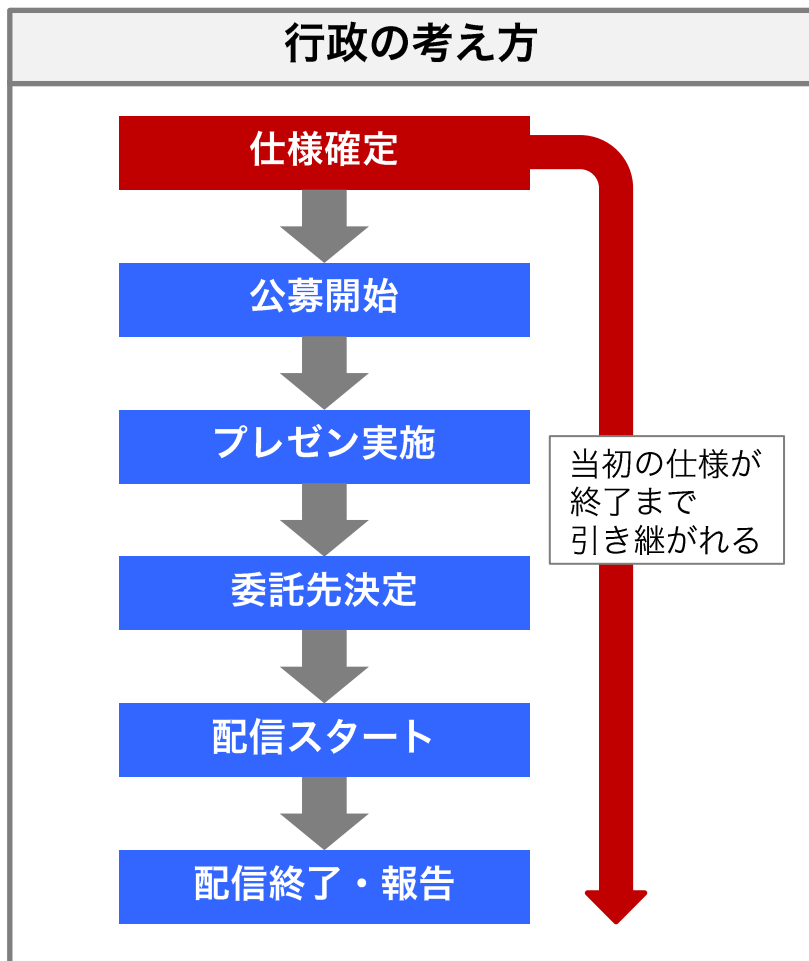 行政の考え方
仕様確定
公募開始
プレゼン実施
当初の仕様が
終了まで
引き継がれる
委託先決定
配信スタート
配信終了・報告